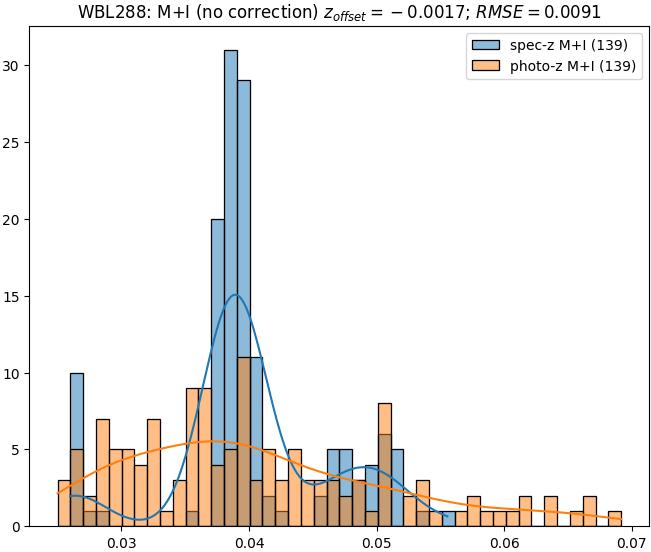 WBL288: M+I (no correction) z_offset = −0.0017; RMSE = 0.0091
spec-z M+I (139)
photo-z M+I (139)
30
25
20
15
10
5
0
0.03 0.04 0.05 0.06 0.07